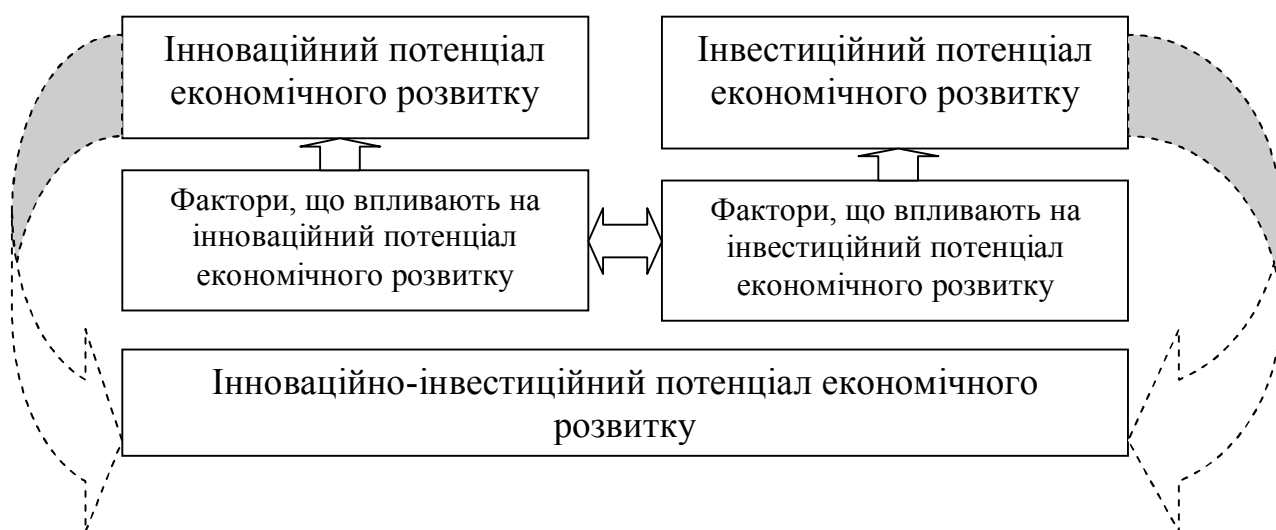 Інноваційний потенціал
економічного розвитку
Інвестиційний потенціал
економічного розвитку
Фактори, що впливають на
інноваційний потенціал
економічного розвитку
Фактори, що впливають на
інвестиційний потенціал
економічного розвитку
Інноваційно-інвестиційний потенціал економічного
розвитку